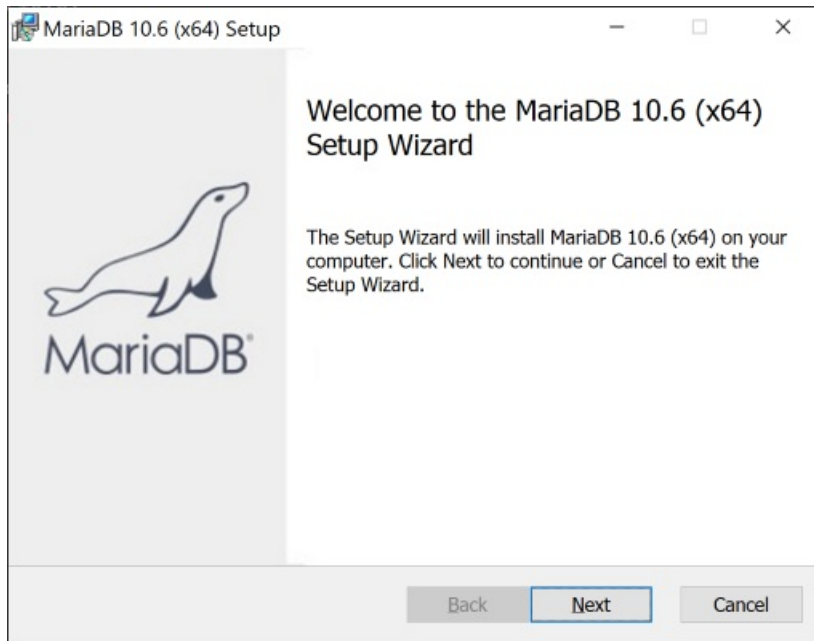 MariaDB 10.6 (x64) Setup
Welcome to the MariaDB 10.6 (x64)
Setup Wizard
The Setup Wizard will install MariaDB 10.6 (x64) on your
computer. Click Next to continue or Cancel to exit the
Setup Wizard.
MariaDB®
Back Next Cancel